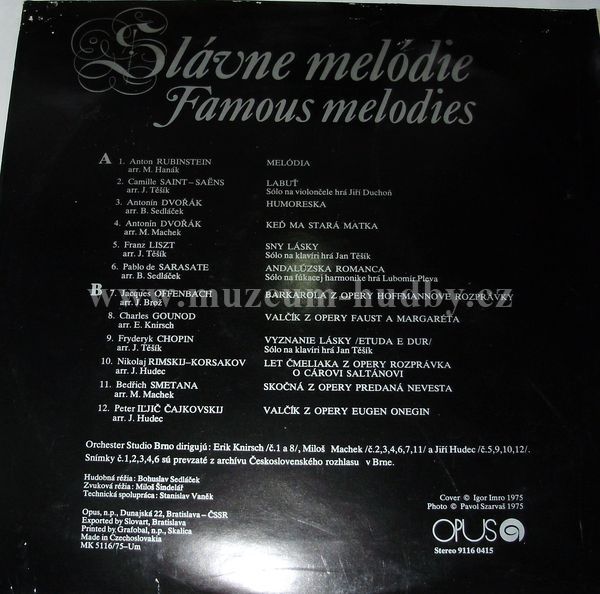 Slávne melódie
Famous melodies
A 1. Anton RUBINSTEIN MELÓDIA
arr. M. Hanák
2. Camille SAINT–SAËNS LABUŤ
arr. J. Těšík Sólo na violončele hrá Jiří Duchoň
3. Antonín DVOŘÁK HUMORESKA
arr. B. Sedláček
4. Antonín DVOŘÁK KEĎ MA STARÁ MATKA
arr. M. Machek
5. Franz LISZT SNY LÁSKY
arr. J. Těšík Sólo na klavíri hrá Jan Těšík
6. Pablo de SARASATE ANDALÚZSKA ROMANCA
arr. B. Sedláček Sólo na fúkacej harmonike hrá Lubomír Pleva
B 7. Jacques OFFENBACH BARKAROLA Z OPERY HOFFMANNOVE ROZPRÁVKY
arr. J. Brož
www.muzeum-hudby.cz
8. Charles GOUNOD VALČÍK Z OPERY FAUST A MARGARÉTA
arr. E. Knirsch
9. Fryderyk CHOPIN VYZNANIE LÁSKY /ETUDA E DUR/
arr. J. Těšík Sólo na klavíri hrá Jan Těšík
10. Nikolaj RIMSKIJ–KORSAKOV LET ČMELIAKA Z OPERY ROZPRÁVKA
arr. J. Hudec O CÁROVI SALTÁNOVI
11. Bedřich SMETANA SKOČNÁ Z OPERY PREDANÁ NEVESTA
arr. M. Machek
12. Peter IĽJIČ ČAJKOVSKIJ VALČÍK Z OPERY EUGEN ONEGIN
arr. J. Hudec
Orchester Studio Brno dirigujú: Erik Knirsch /č.1 a 8/, Miloš Machek /č.2,3,4,6,7,11/ a Jiří Hudec /č.5,9,10,12/.
Snímky č.1,2,3,4,6 sú prevzaté z archívu Československého rozhlasu v Brne.
Hudobná réžia: Bohuslav Sedláček
Zvuková réžia: Miloš Šindelář
Technická spolupráca: Stanislav Vaněk
Opus, n.p., Dunajská 22, Bratislava – ČSSR
Exported by Slovart, Bratislava
Printed by Grafobal, n.p., Skalica
Made in Czechoslovakia
MK 5116/75–Um
Cover © Igor Imro 1975
Photo © Pavol Szarvaš 1975
OPUS
Stereo 9116 0415